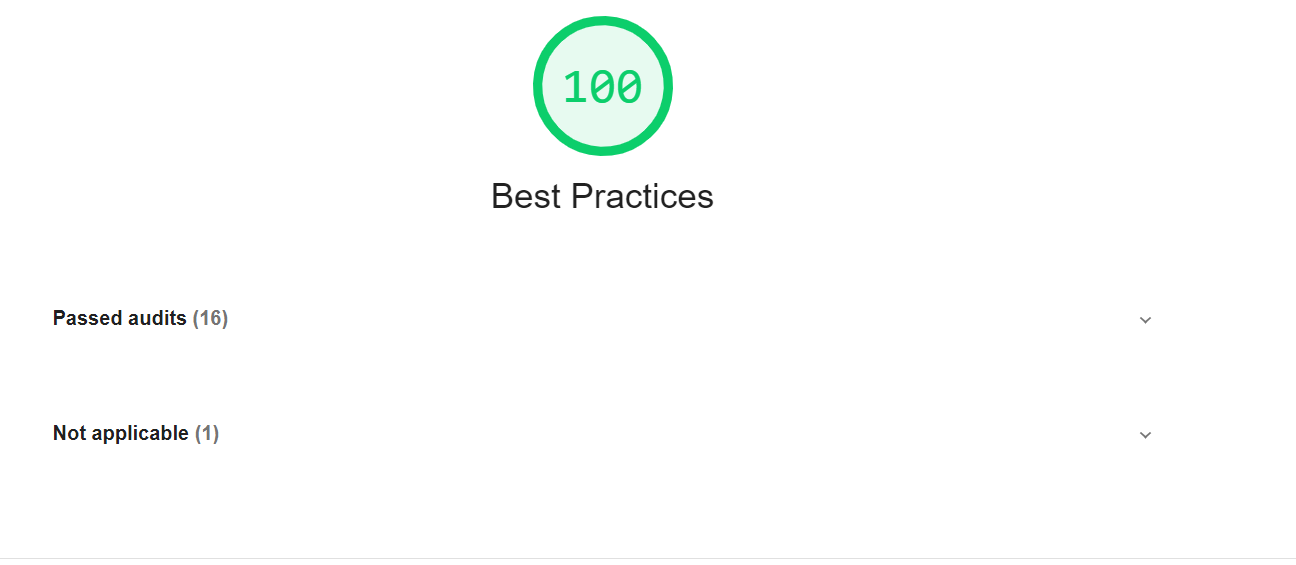 100
Best Practices
Passed audits (16)
Not applicable (1)